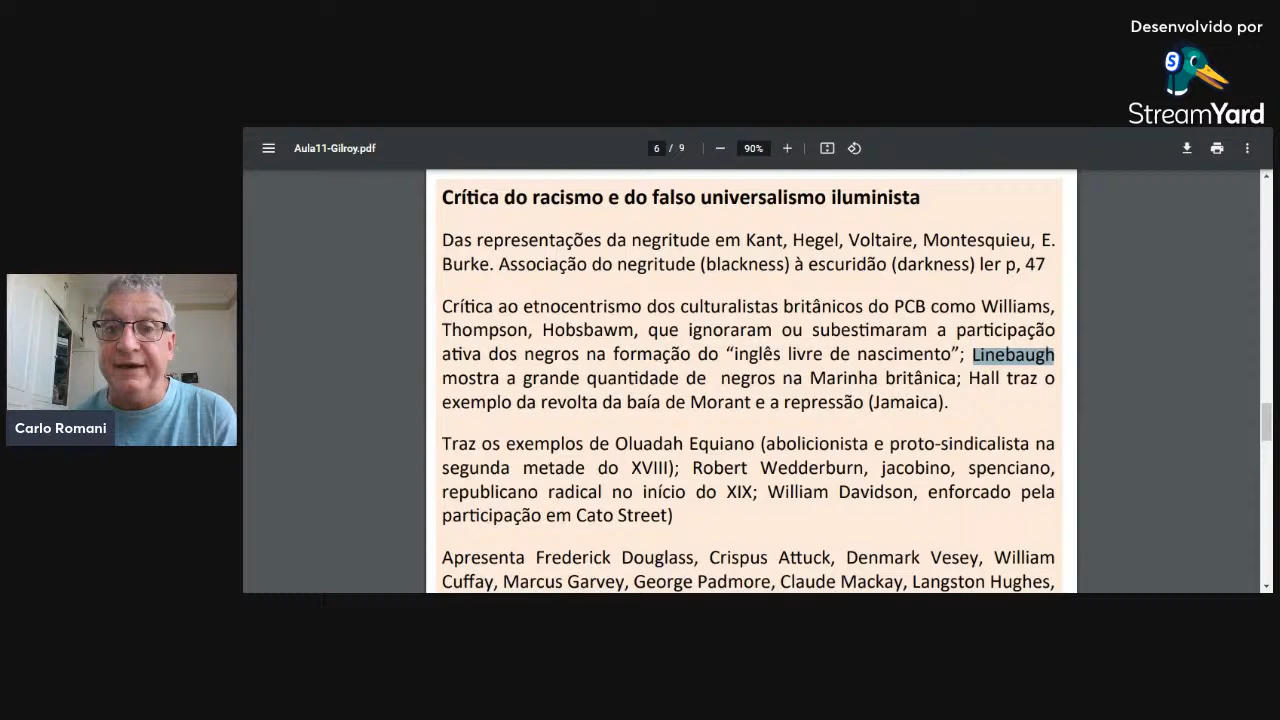 Desenvolvido por
StreamYard
Aula11-Gilroy.pdf
6 / 9
90%
Crítica do racismo e do falso universalismo iluminista
Das representações da negritude em Kant, Hegel, Voltaire, Montesquieu, E.
Burke. Associação do negritude (blackness) à escuridão (darkness) ler p, 47
Crítica ao etnocentrismo dos culturalistas britânicos do PCB como Williams,
Thompson, Hobsbawm, que ignoraram ou subestimaram a participação
ativa dos negros na formação do “inglês livre de nascimento”; Linebaugh
mostra a grande quantidade de negros na Marinha britânica; Hall traz o
exemplo da revolta da baía de Morant e a repressão (Jamaica).
Traz os exemplos de Oluadah Equiano (abolicionista e proto-sindicalista na
segunda metade do XVIII); Robert Wedderburn, jacobino, spenciano,
republicano radical no início do XIX; William Davidson, enforcado pela
participação em Cato Street)
Apresenta Frederick Douglass, Crispus Attuck, Denmark Vesey, William
Cuffay, Marcus Garvey, George Padmore, Claude Mackay, Langston Hughes,
Carlo Romani